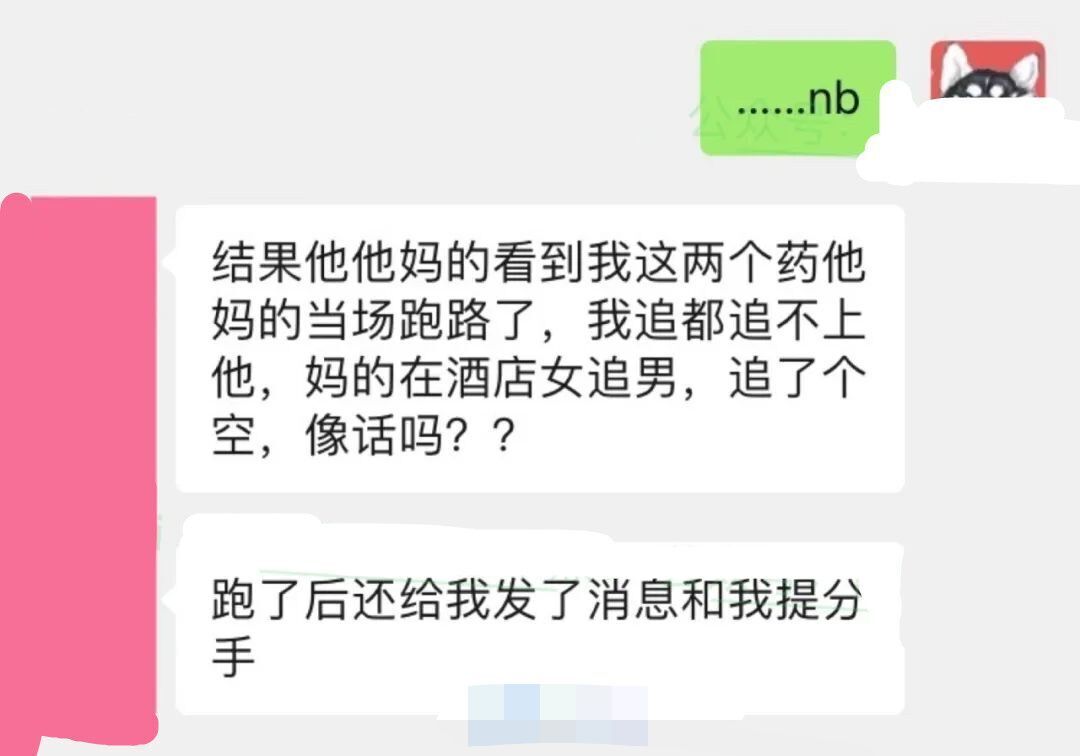 ......nb
公众号:
结果他他妈的看到我这两个药他
妈的当场跑路了，我追都追不上
他，妈的在酒店女追男，追了个
空，像话吗？？
跑了后还给我发了消息和我提分
手